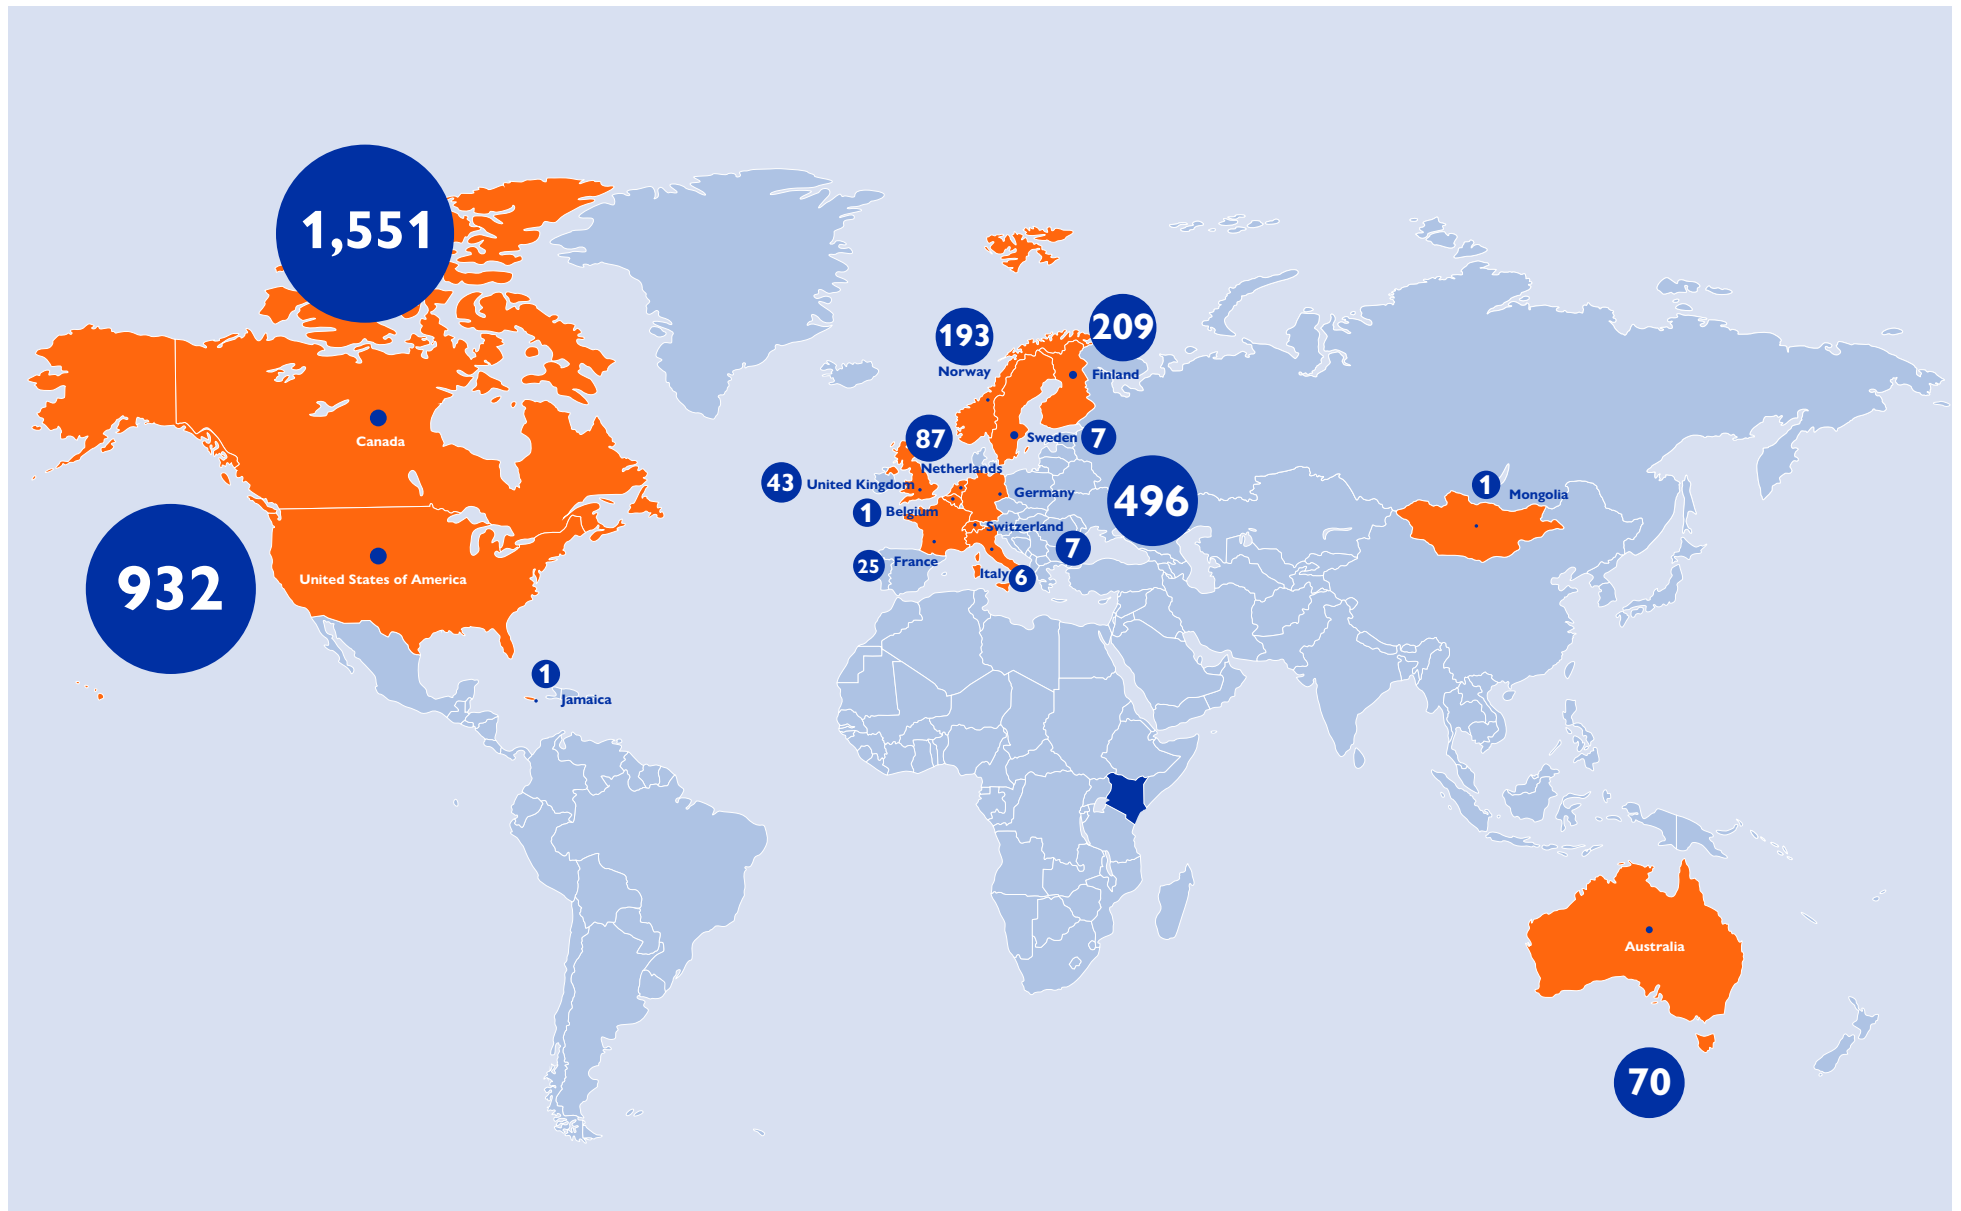 1,551
193
209
Norway
Finland
Canada
87
Sweden
7
Netherlands
43
United Kingdom
1
Mongolia
Germany
496
1
Belgium
Switzerland
7
25
France
Italy
6
932
United States of America
1
Jamaica
Australia
70